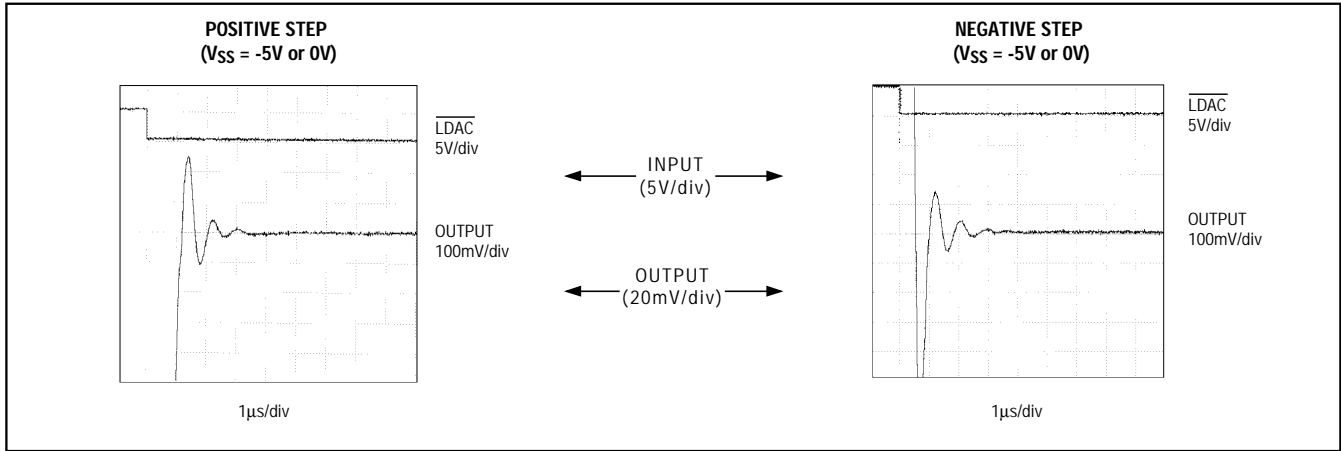 POSITIVE STEP
(VSS = -5V or 0V)
LDAC
5V/div
OUTPUT
100mV/div
1µs/div
INPUT
(5V/div)
OUTPUT
(20mV/div)
NEGATIVE STEP
(VSS = -5V or 0V)
LDAC
5V/div
OUTPUT
100mV/div
1µs/div